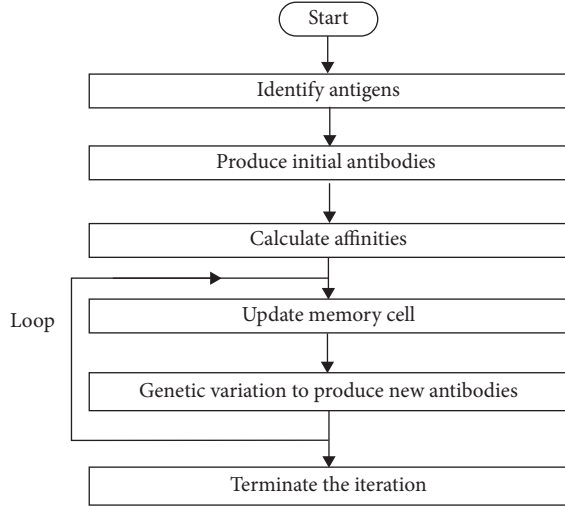 Start
Identify antigens
Produce initial antibodies
Calculate affinities
Loop
Update memory cell
Genetic variation to produce new antibodies
Terminate the iteration